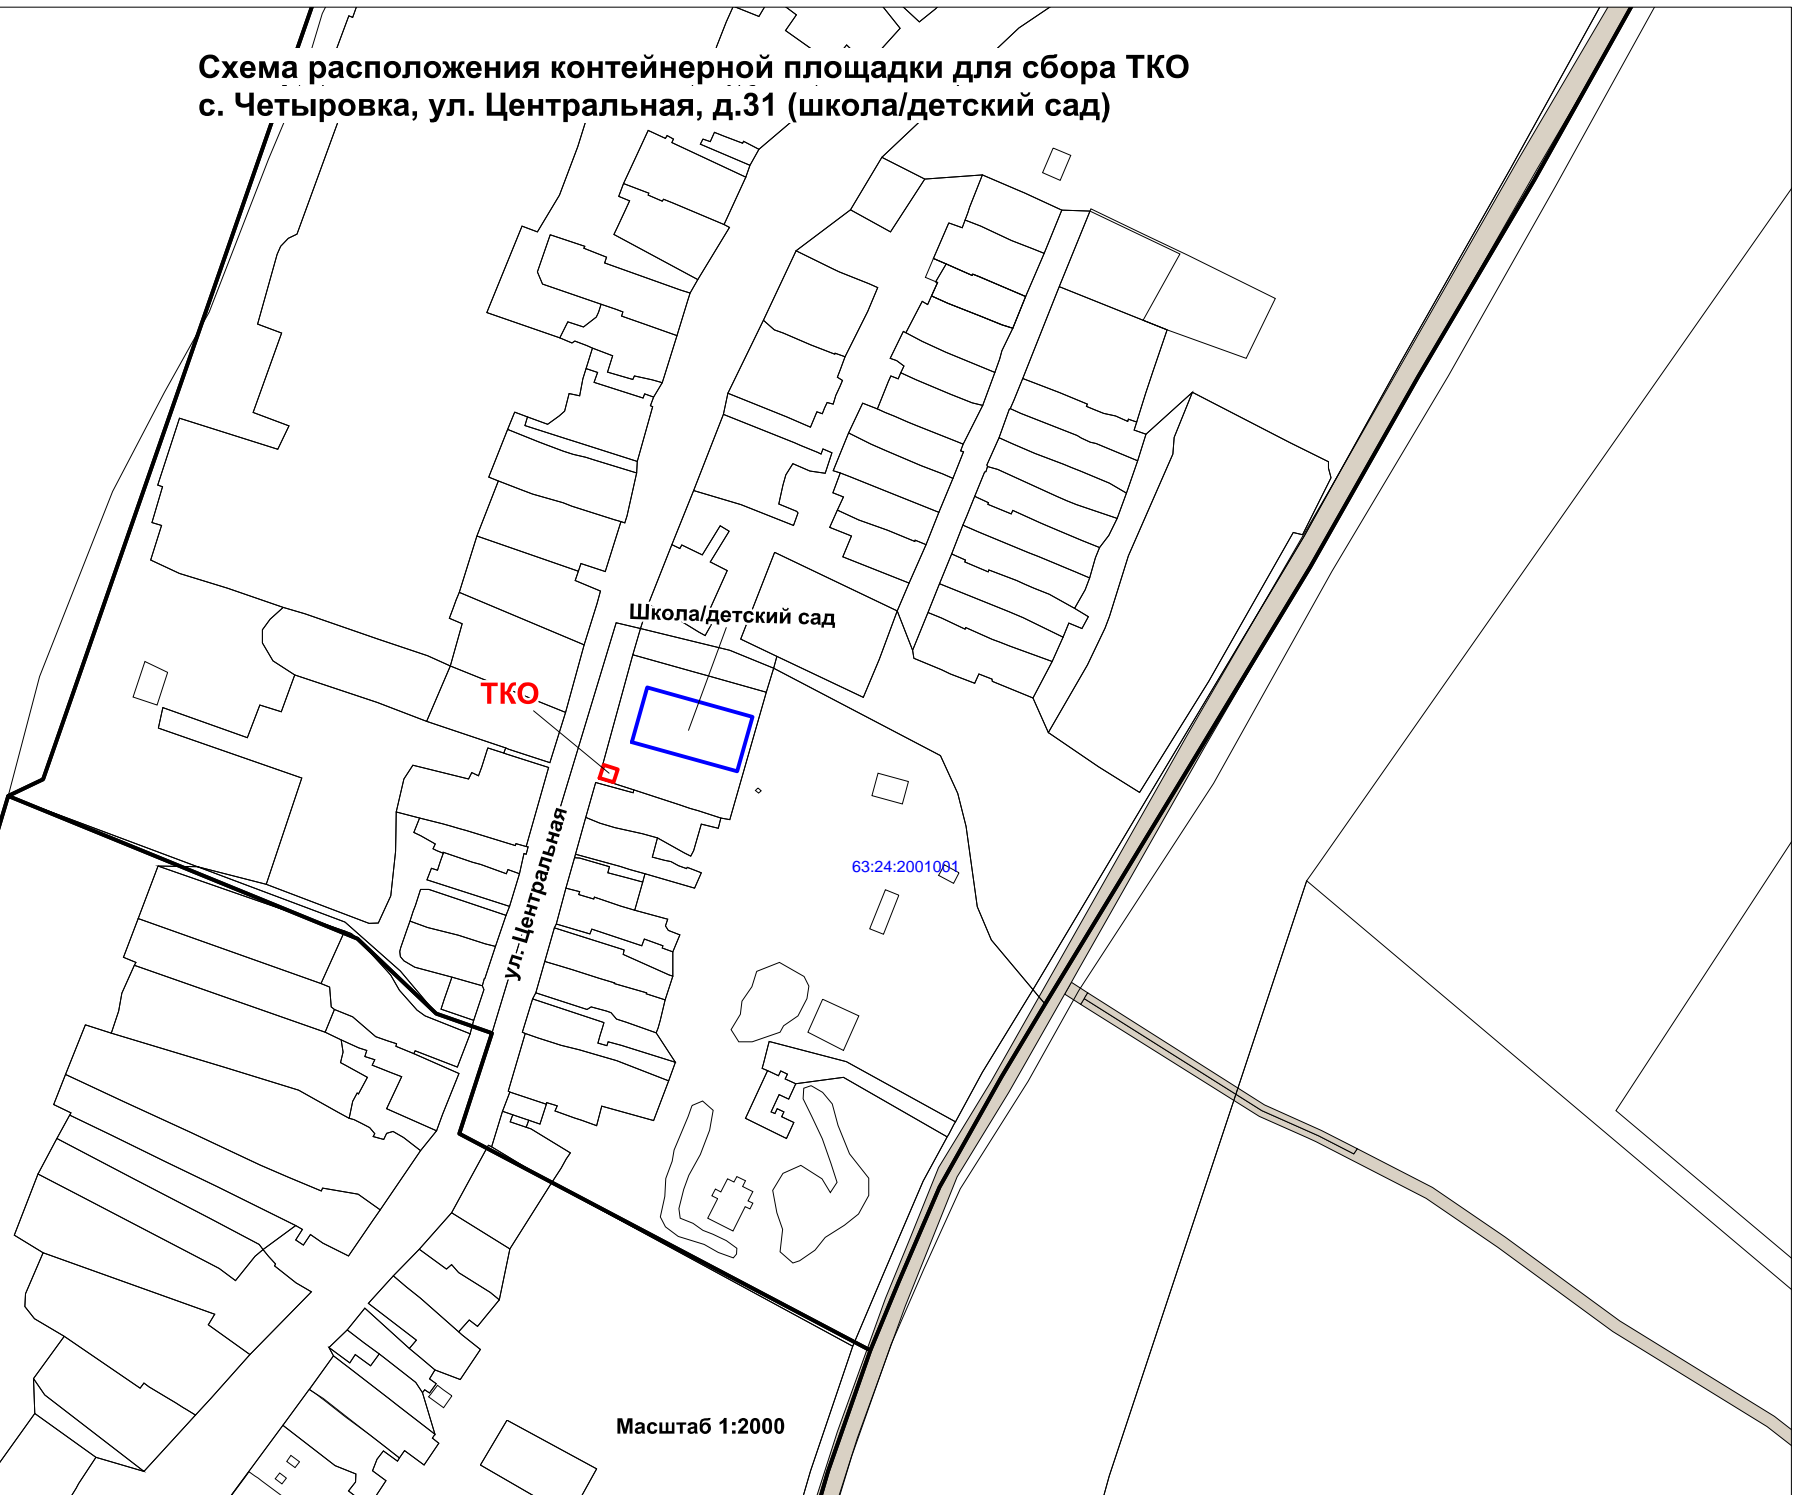 Схема расположения контейнерной площадки для сбора ТКО
с. Четыровка, ул. Центральная, д.31 (школа/детский сад)
Школа/детский сад
ТКО
ул. Центральная
63:24:2001001
Масштаб 1:2000